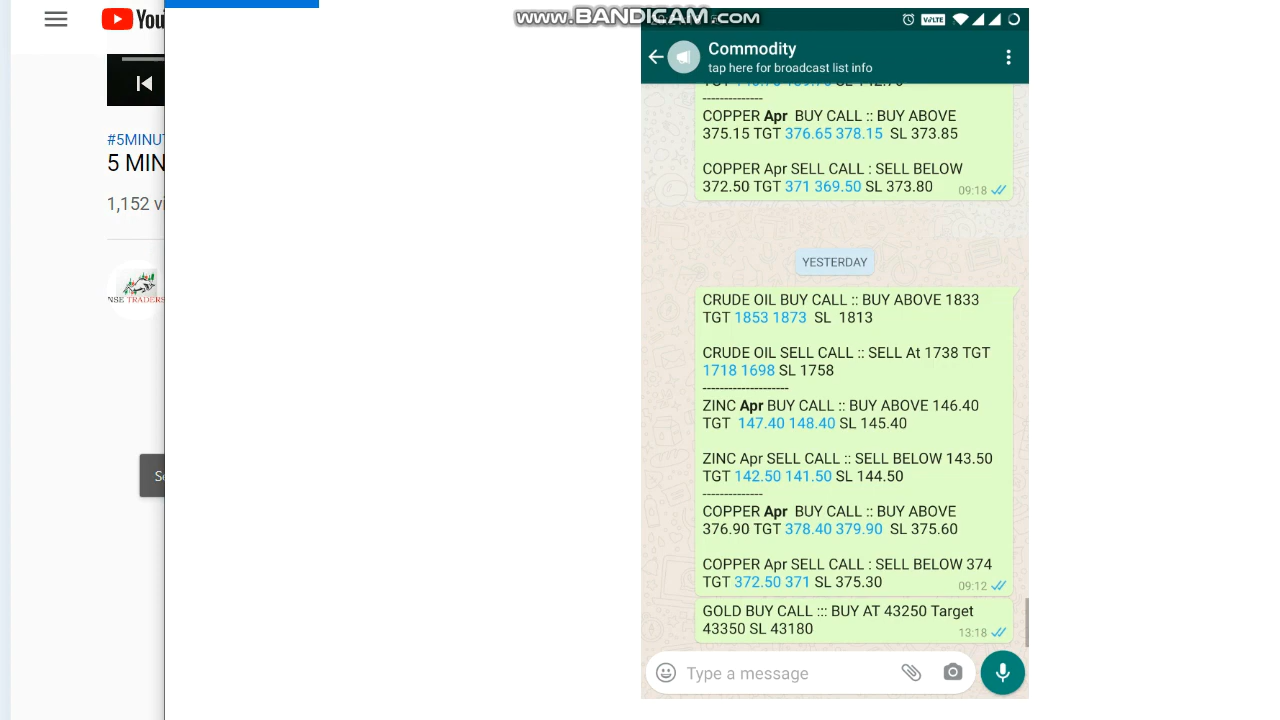 www.BANDICAM.com
You
#5MINU
5 MIN
1,152 vi
NSE TRADERS
Commodity
tap here for broadcast list info
--------------
COPPER Apr BUY CALL :: BUY ABOVE
375.15 TGT 376.65 378.15 SL 373.85
COPPER Apr SELL CALL : SELL BELOW
372.50 TGT 371 369.50 SL 373.80
09:18
YESTERDAY
CRUDE OIL BUY CALL :: BUY ABOVE 1833
TGT 1853 1873 SL 1813
CRUDE OIL SELL CALL :: SELL At 1738 TGT
1718 1698 SL 1758
--------------------
ZINC Apr BUY CALL :: BUY ABOVE 146.40
TGT 147.40 148.40 SL 145.40
ZINC Apr SELL CALL :: SELL BELOW 143.50
TGT 142.50 141.50 SL 144.50
--------------
COPPER Apr BUY CALL :: BUY ABOVE
376.90 TGT 378.40 379.90 SL 375.60
COPPER Apr SELL CALL : SELL BELOW 374
TGT 372.50 371 SL 375.30
09:12
GOLD BUY CALL ::: BUY AT 43250 Target
43350 SL 43180
13:18
Type a message